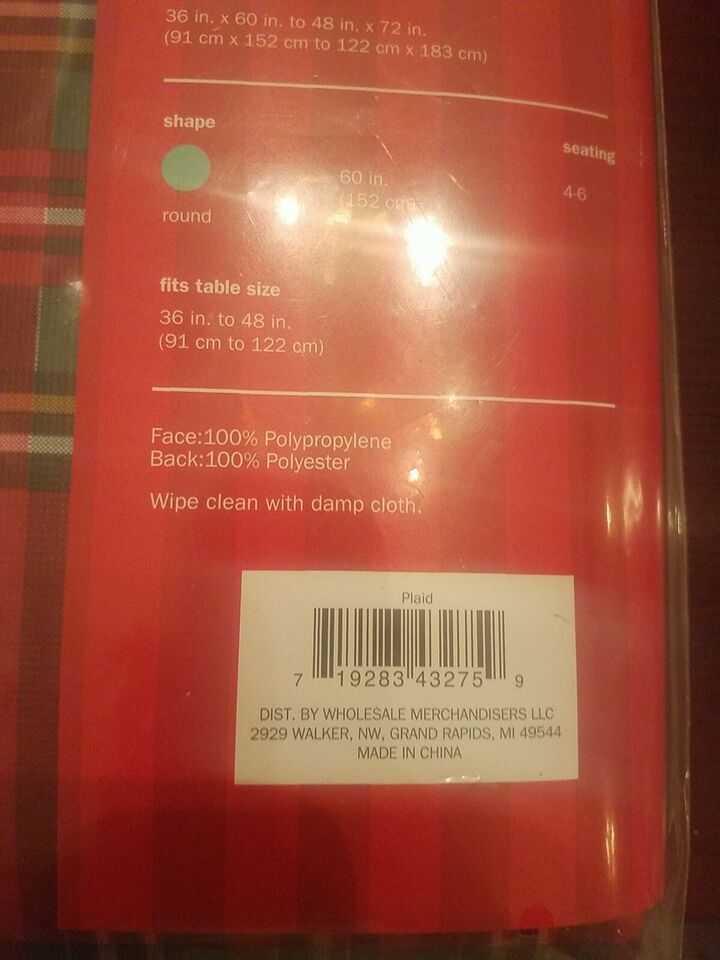 36 in. x 60 in. to 48 in. x 72 in.
(91 cm x 152 cm to 122 cm x 183 cm)
shape
seating
60 in.
(152 cm)
4-6
round
fits table size
36 in. to 48 in.
(91 cm to 122 cm)
Face:100% Polypropylene
Back:100% Polyester
Wipe clean with damp cloth.
Plaid
7 19283 43275 9
DIST. BY WHOLESALE MERCHANDISERS LLC
2929 WALKER, NW, GRAND RAPIDS, MI 49544
MADE IN CHINA